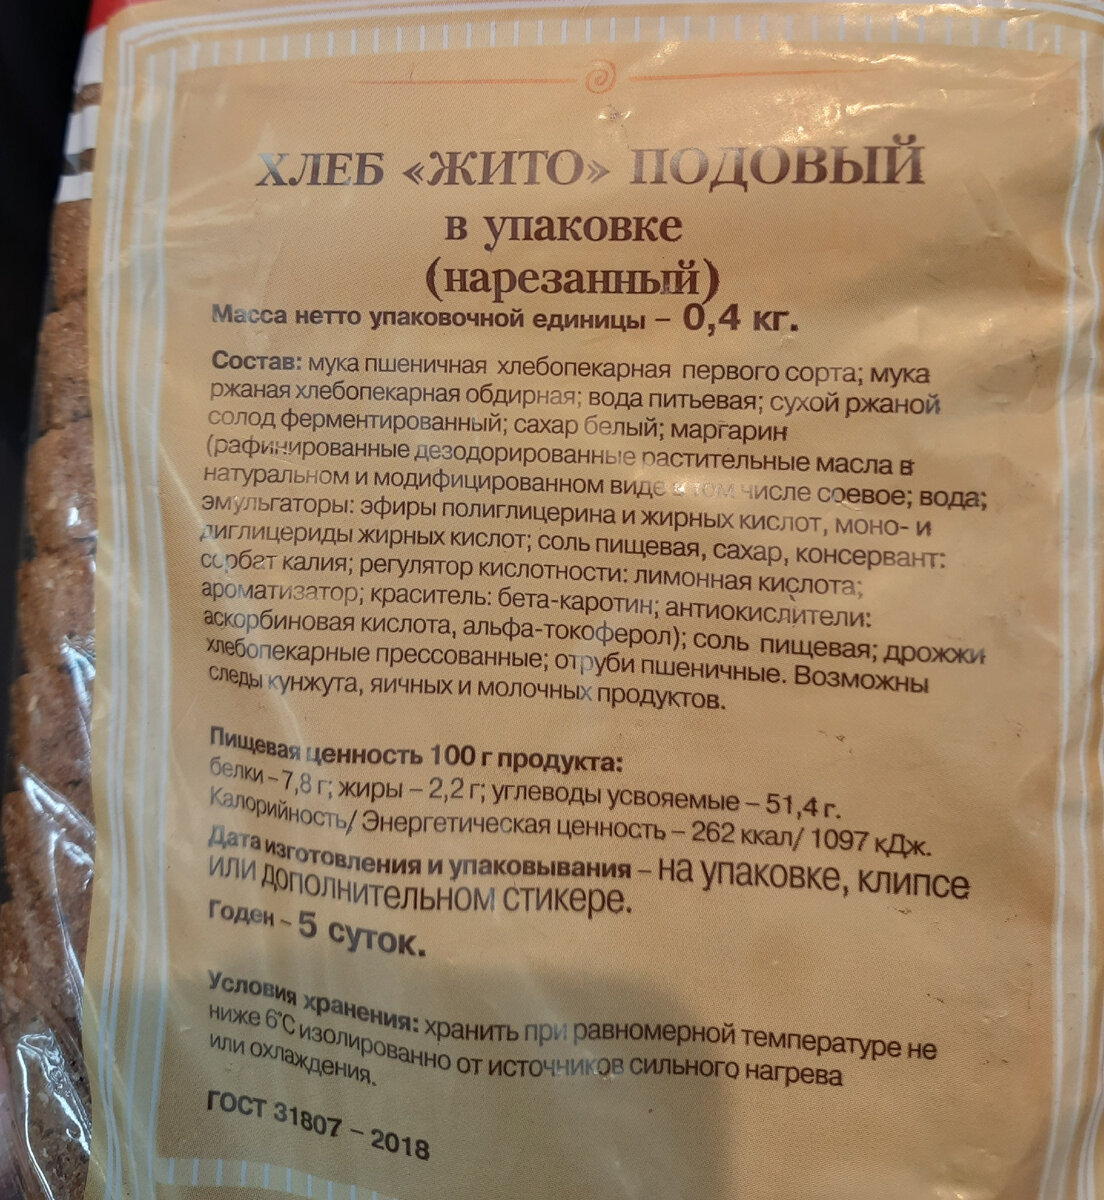 ХЛЕБ «ЖИТО» ПОДОВЫЙ
в упаковке
(нарезанный)
Масса нетто упаковочной единицы – 0,4 кг.
Состав: мука пшеничная хлебопекарная первого сорта; мука
ржаная хлебопекарная обдирная; вода питьевая; сухой ржаной
солод ферментированный; сахар белый; маргарин
(рафинированные дезодорированные растительные масла в
натуральном и модифицированном виде в том числе соевое; вода;
эмульгаторы: эфиры полиглицерина и жирных кислот, моно- и
диглицериды жирных кислот; соль пищевая, сахар, консервант:
сорбат калия; регулятор кислотности: лимонная кислота;
ароматизатор; краситель: бета-каротин; антиокислители:
аскорбиновая кислота, альфа-токоферол); соль пищевая; дрожжи
хлебопекарные прессованные; отруби пшеничные. Возможны
следы кунжута, яичных и молочных продуктов.
Пищевая ценность 100 г продукта:
белки – 7,8 г; жиры – 2,2 г; углеводы усвояемые – 51,4 г.
Калорийность/ Энергетическая ценность – 262 ккал/ 1097 кДж.
Дата изготовления и упаковывания – на упаковке, клипсе
или дополнительном стикере.
Годен – 5 суток.
Условия хранения: хранить при равномерной температуре не
ниже 6°С изолированно от источников сильного нагрева
или охлаждения.
ГОСТ 31807 – 2018